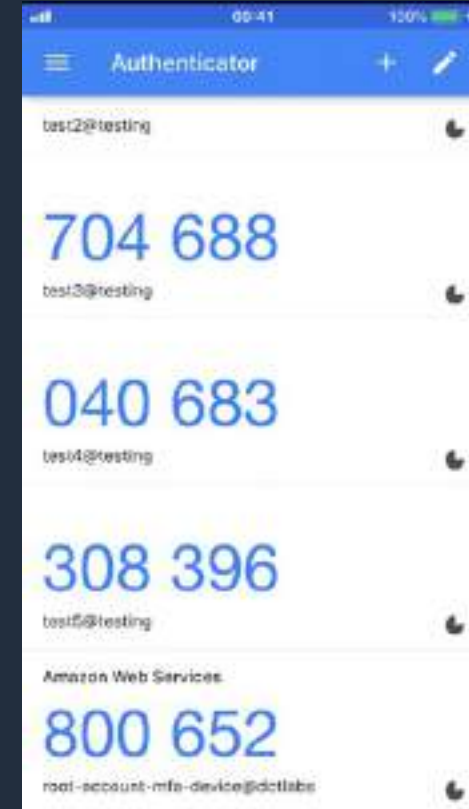 00:41 100%
Authenticator
test2@testing
704 688
test3@testing
040 683
test4@testing
308 396
test5@testing
Amazon Web Services
800 652
root-account-mfa-device@dctlabs